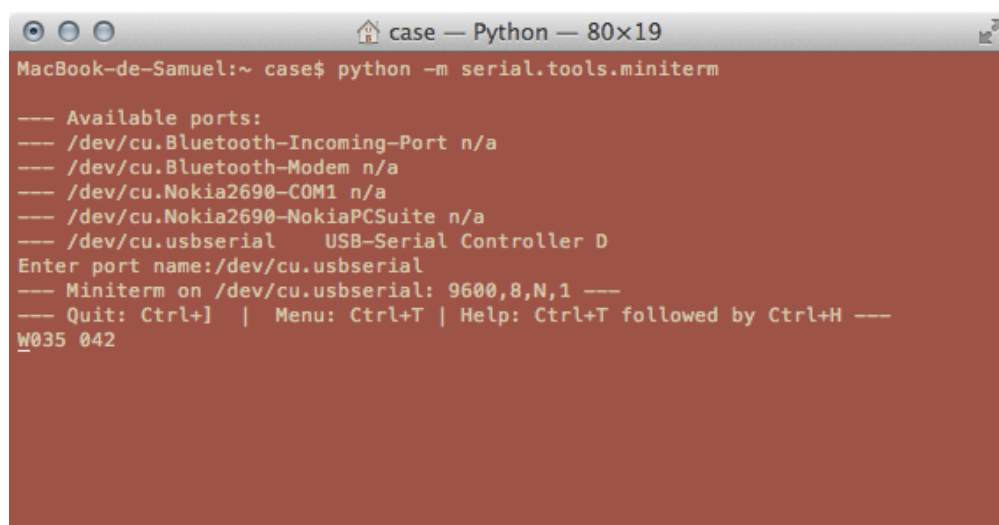 case — Python — 80×19
MacBook-de-Samuel:~ case$ python -m serial.tools.miniterm
--- Available ports:
--- /dev/cu.Bluetooth-Incoming-Port n/a
--- /dev/cu.Bluetooth-Modem n/a
--- /dev/cu.Nokia2690-COM1 n/a
--- /dev/cu.Nokia2690-NokiaPCSuite n/a
--- /dev/cu.usbserial    USB-Serial Controller D
Enter port name:/dev/cu.usbserial
--- Miniterm on /dev/cu.usbserial: 9600,8,N,1 ---
--- Quit: Ctrl+]  |  Menu: Ctrl+T | Help: Ctrl+T followed by Ctrl+H ---
W035 042